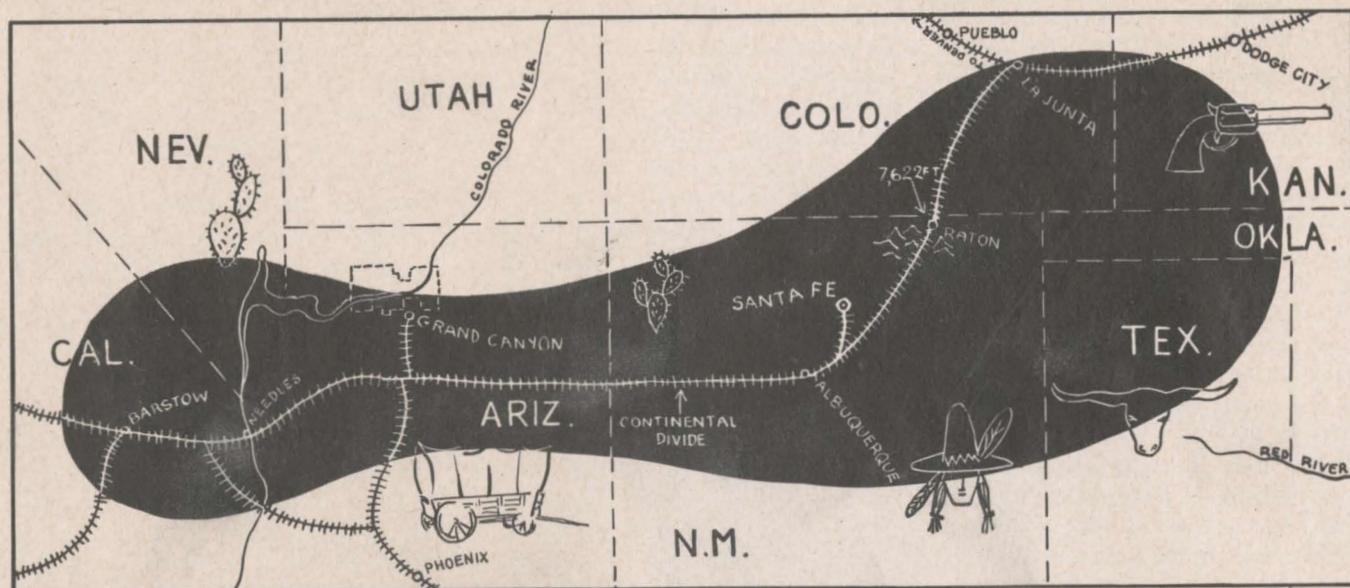 PUEBLO
TO DENVER
DODGE CITY
UTAH
COLORADO RIVER
COLO.
LA JUNTA
NEV.
7,622 FT.
KAN.
RATON
OKLA.
SANTA FE
GRAND CANYON
CAL.
TEX.
NEEDLES
BARSTOW
ARIZ.
CONTINENTAL
DIVIDE
ALBUQUERQUE
RED RIVER
N.M.
PHOENIX